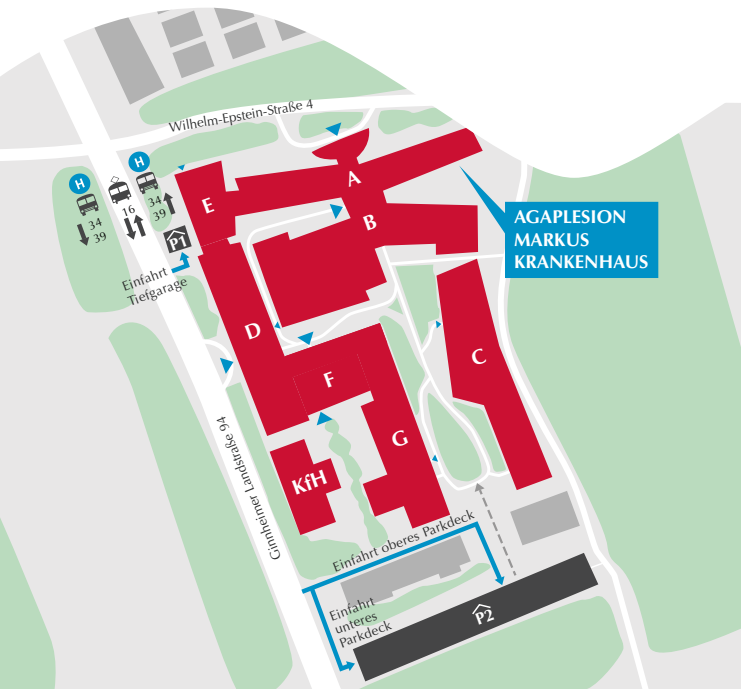 Wilhelm-Epstein-Straße 4
H
H
16
34
39
34
39
P1
Einfahrt
Tiefgarage
E
A
B
AGAPLESION
MARKUS
KRANKENHAUS
D
C
F
G
KfH
Ginnheimer Landstraße 94
Einfahrt oberes Parkdeck
Einfahrt
unteres
Parkdeck
P2